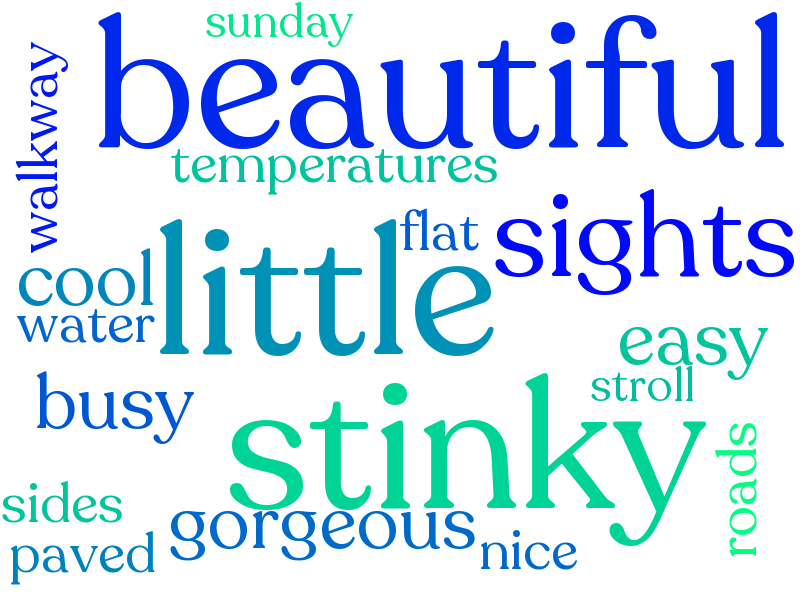 sunday
beautiful
walkway
temperatures
flat
sights
little
cool
water
easy
stroll
busy
stinky
roads
sides
gorgeous
paved
nice